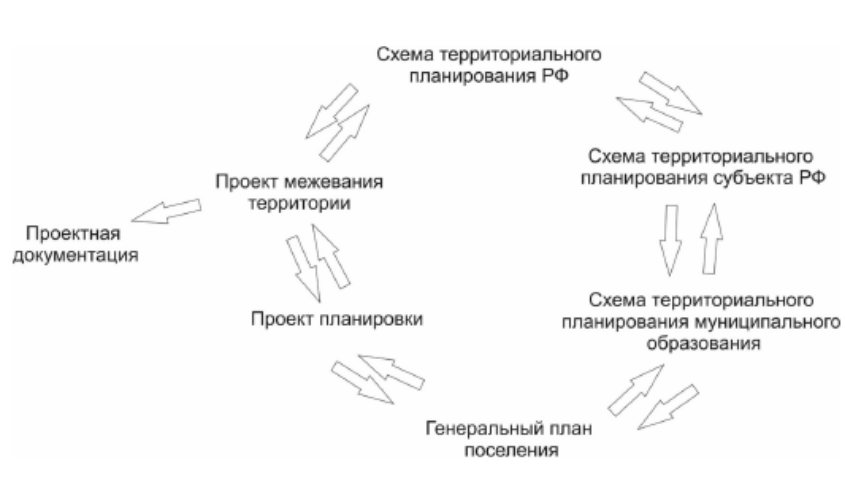 Схема территориального
планирования РФ
Схема территориального
планирования субъекта РФ
Проект межевания
территории
Проектная
документация
Схема территориального
планирования муниципального
образования
Проект планировки
Генеральный план
поселения